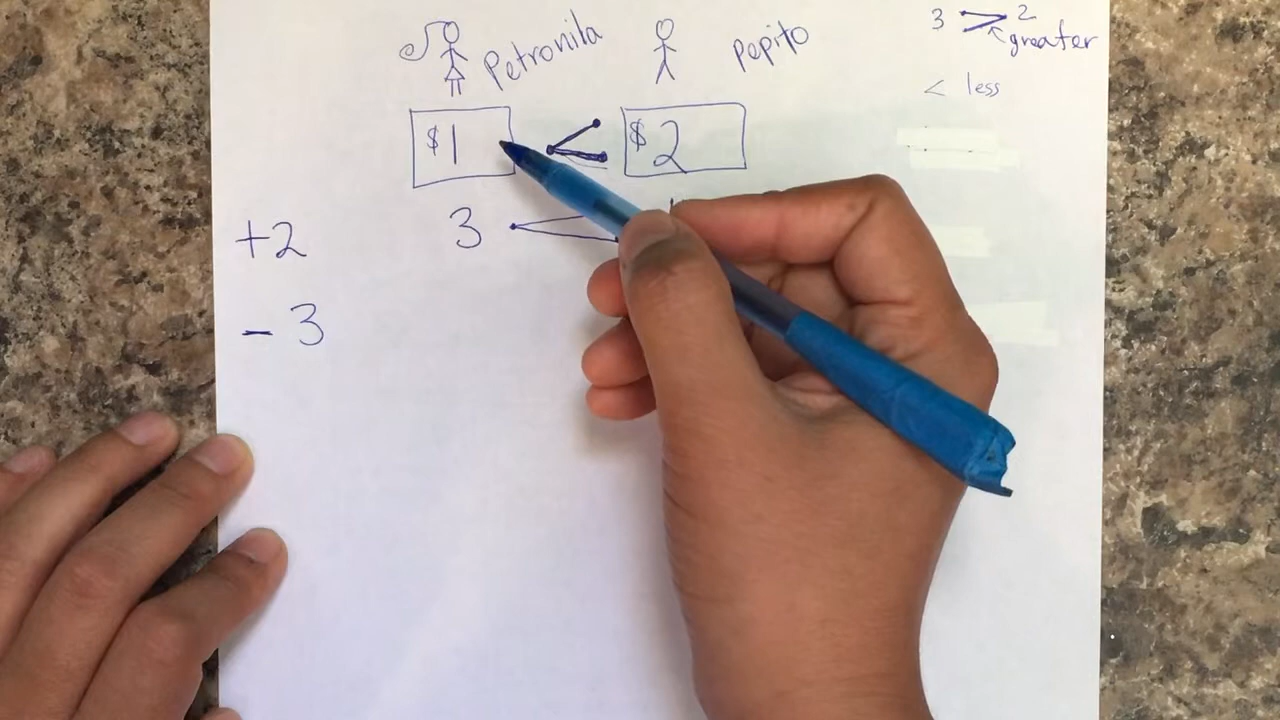 Petronila Pepito 3 > 2
greater
< less
$1 < $2
+2 3 <
- 3